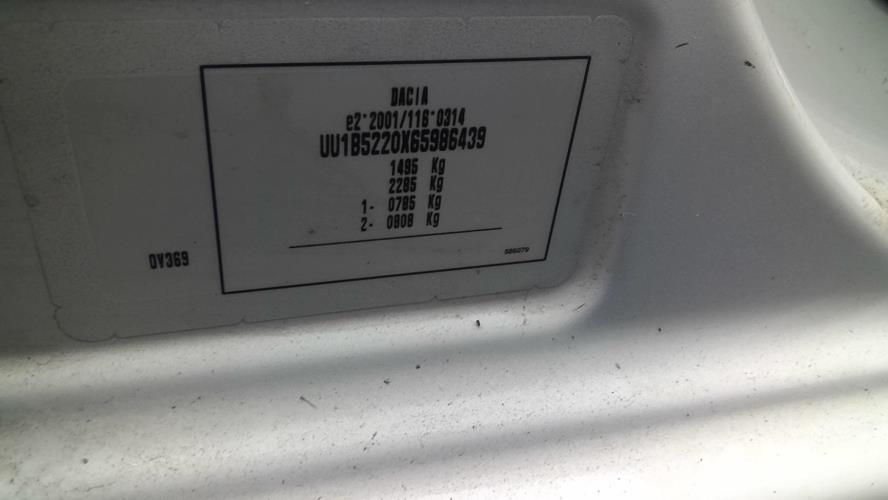 DACIA
e2*2001/116*0314
UU1B5220X65986439
1495 Kg
2285 Kg
1- 0785 Kg
2- 0808 Kg
0V369